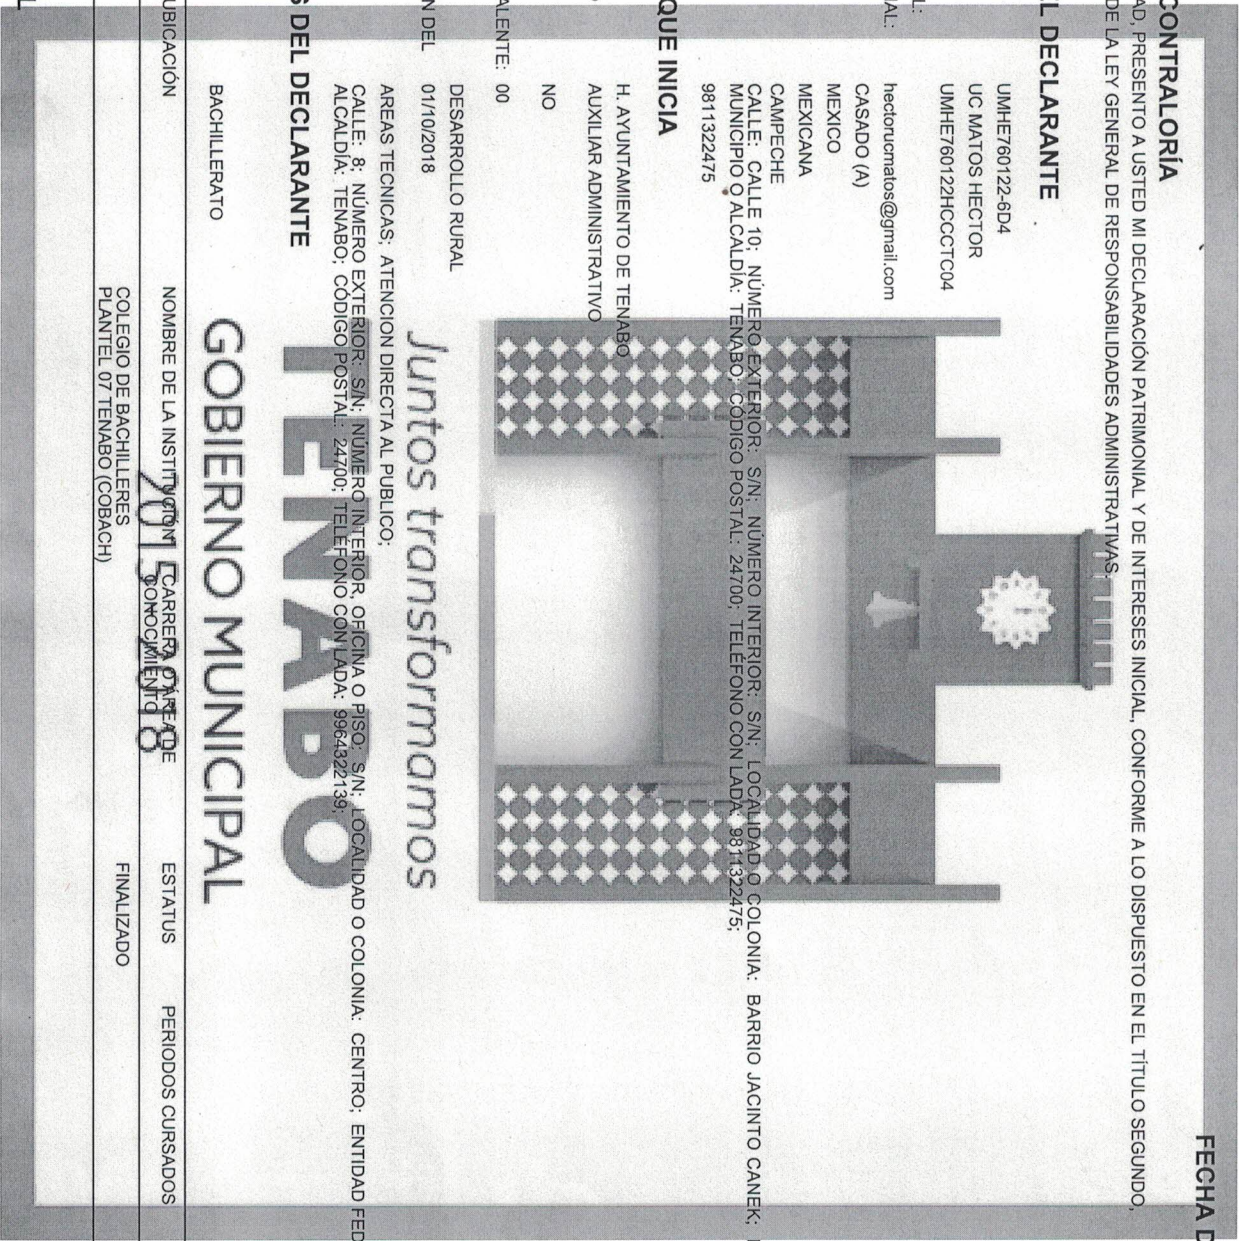 FECHA D
CONTRALORÍA
AD, PRESENTO A USTED MI DECLARACIÓN PATRIMONIAL Y DE INTERESES INICIAL, CONFORME A LO DISPUESTO EN EL TÍTULO SEGUNDO,
DE LA LEY GENERAL DE RESPONSABILIDADES ADMINISTRATIVAS.
L DECLARANTE
UMHE760122-6D4
UC MATOS HECTOR
UMHE760122HCCCTC04
L:
AL: hectorucmatos@gmail.com
CASADO (A)
MEXICO
MEXICANA
CAMPECHE
CALLE: CALLE 10; NÚMERO EXTERIOR: S/N; NÚMERO INTERIOR: S/N; LOCALIDAD O COLONIA: BARRIO JACINTO CANEK;
MUNICIPIO O ALCALDÍA: TENABO; CÓDIGO POSTAL: 24700; TELÉFONO CON LADA: 9811322475;
9811322475
QUE INICIA
H. AYUNTAMIENTO DE TENABO
AUXILIAR ADMINISTRATIVO
NO
ALENTE: 00
DESARROLLO RURAL
N DEL 01/10/2018
Juntos transformamos
AREAS TECNICAS; ATENCION DIRECTA AL PUBLICO;
CALLE: 8; NÚMERO EXTERIOR: S/N; NÚMERO INTERIOR, OFICINA O PISO: S/N; LOCALIDAD O COLONIA: CENTRO; ENTIDAD FED
ALCALDÍA: TENABO; CÓDIGO POSTAL: 24700; TELÉFONO CON LADA: 9964322139;
TENABO
S DEL DECLARANTE
GOBIERNO MUNICIPAL
BACHILLERATO
UBICACIÓN NOMBRE DE LA INSTITUCIÓN CARRERA O ÁREA DE CONOCIMIENTO ESTATUS PERIODOS CURSADOS
2015 - 2018
COLEGIO DE BACHILLERES FINALIZADO
PLANTEL 07 TENABO (COBACH)